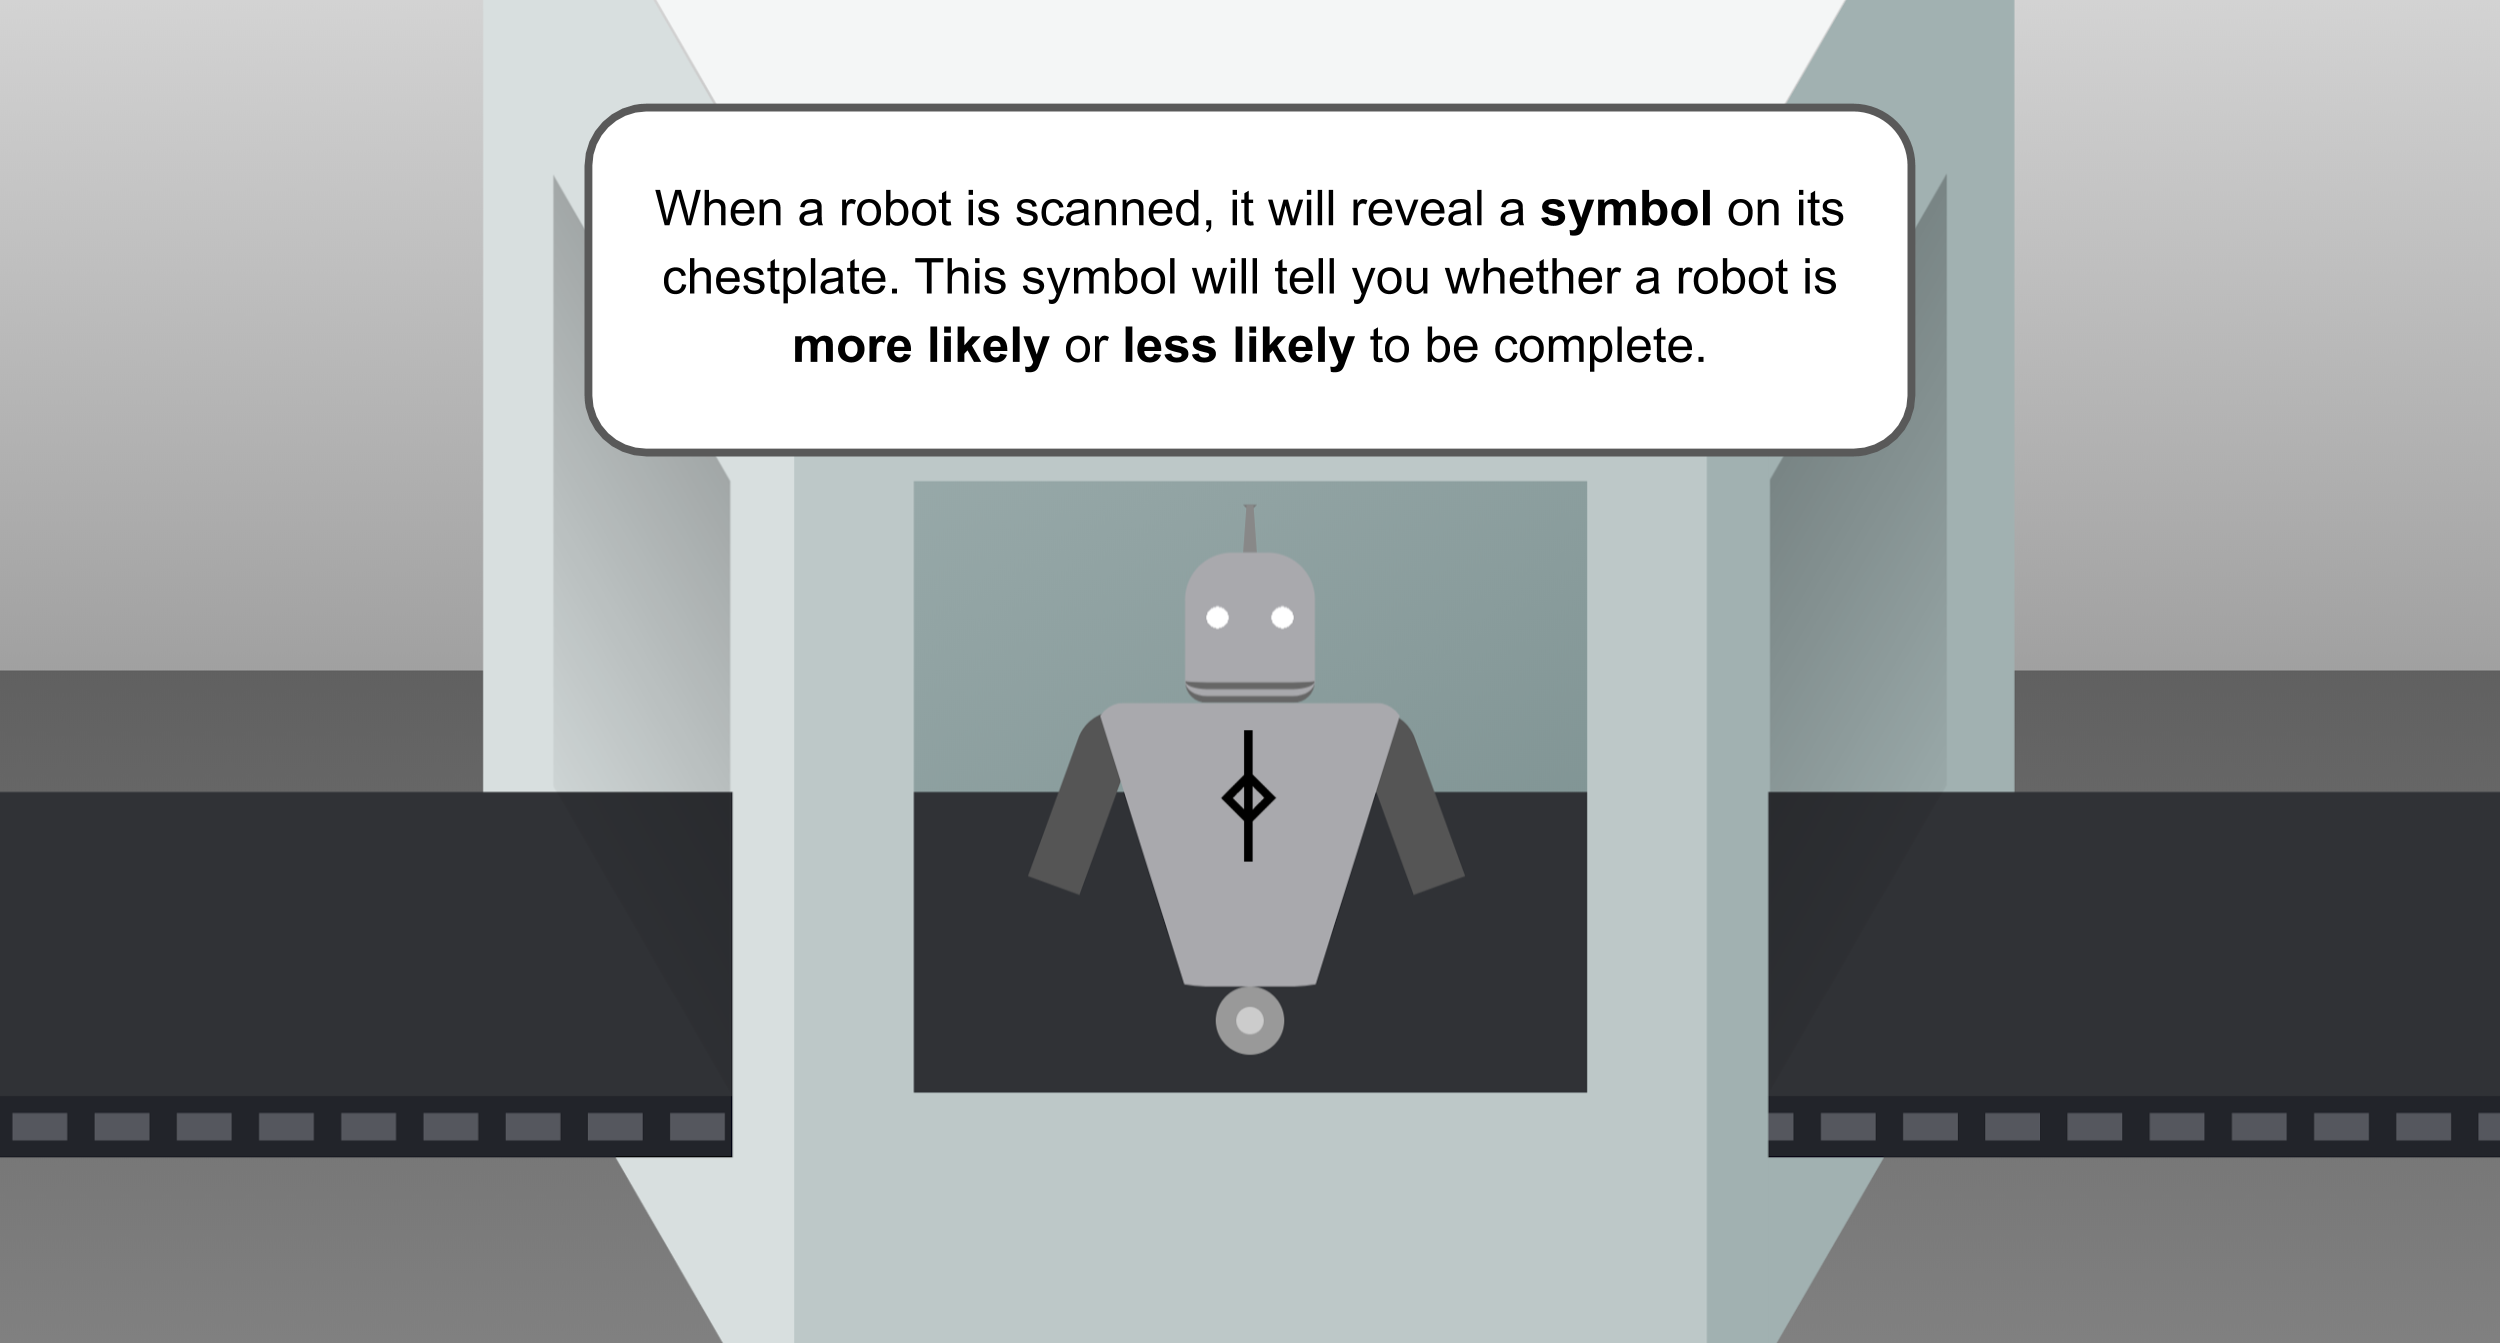 When a robot is scanned, it will reveal a symbol on its
chestplate. This symbol will tell you whether a robot is
more likely or less likely to be complete.